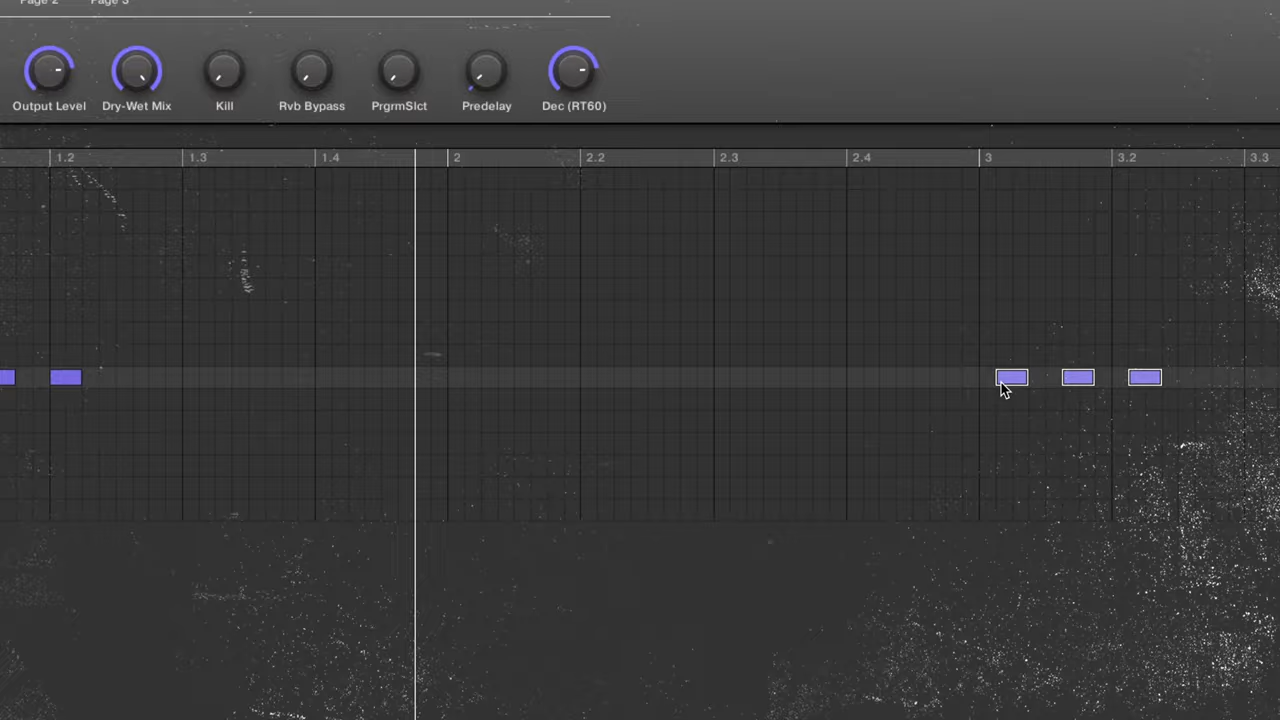 Page 2 Page 3
Output Level Dry-Wet Mix Kill Rvb Bypass PrgrmSlct Predelay Dec (RT60)
1.2 1.3 1.4 2 2.2 2.3 2.4 3 3.2 3.3